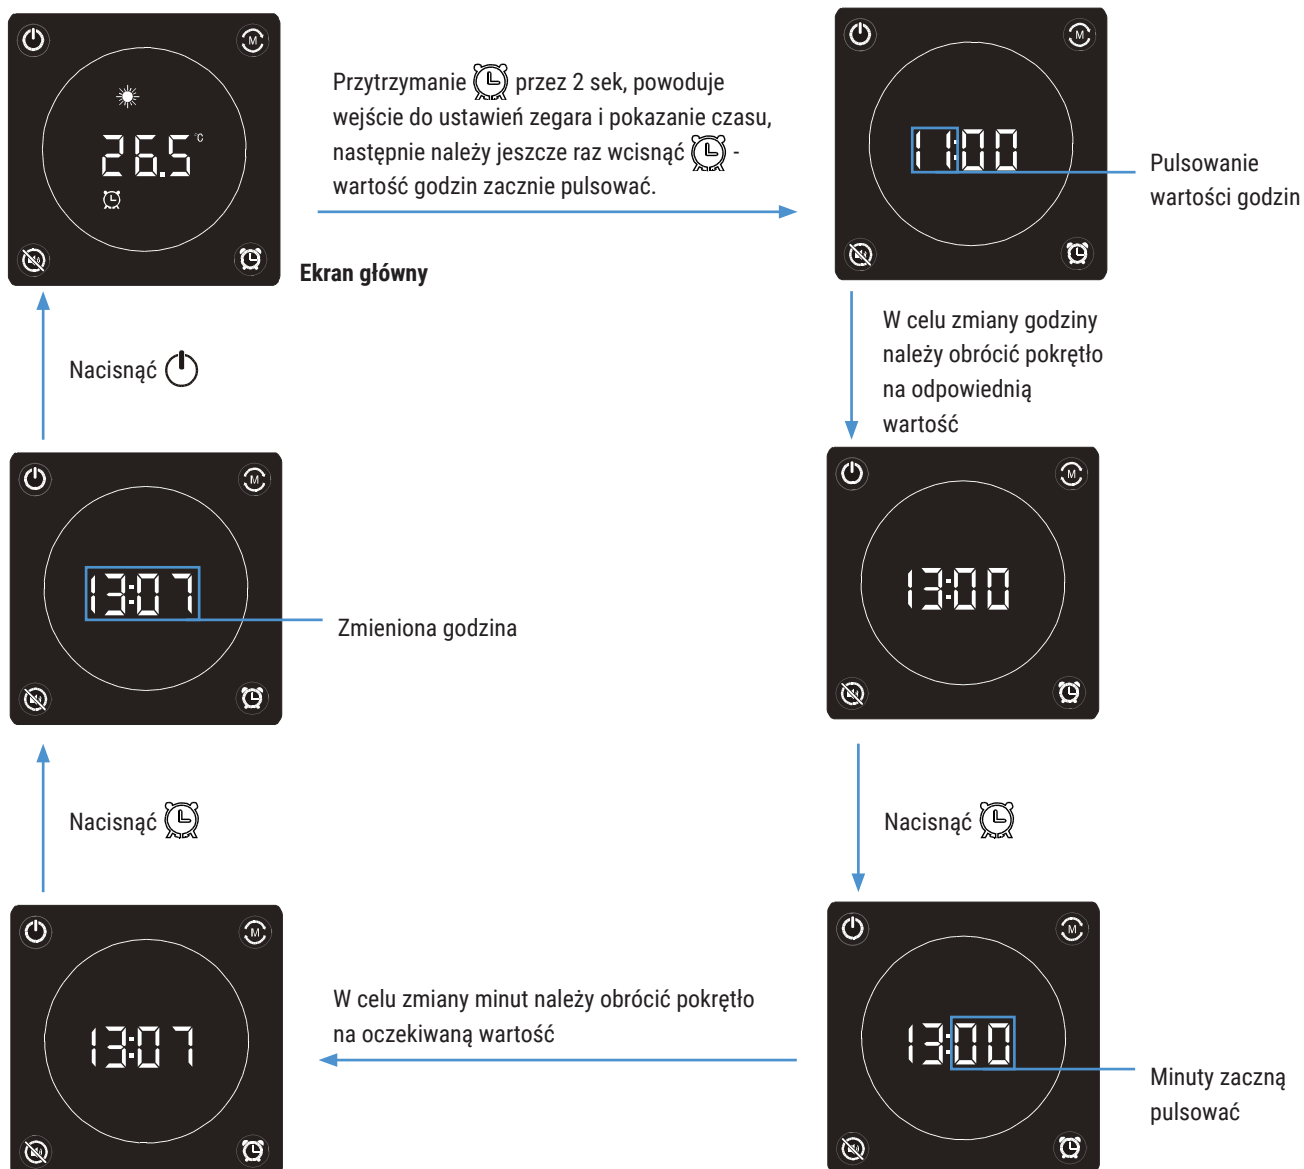 M
26.5 °C
Przytrzymanie przez 2 sek, powoduje
wejście do ustawień zegara i pokazanie czasu,
następnie należy jeszcze raz wcisnąć -
wartość godzin zacznie pulsować.
Ekran główny
M
11:00
Pulsowanie
wartości godzin
W celu zmiany godziny
należy obrócić pokrętło
na odpowiednią
wartość
M
13:00
Nacisnąć
M
13:00
Minuty zaczną
pulsować
W celu zmiany minut należy obrócić pokrętło
na oczekiwaną wartość
M
13:07
Nacisnąć
M
13:07
Zmieniona godzina
Nacisnąć